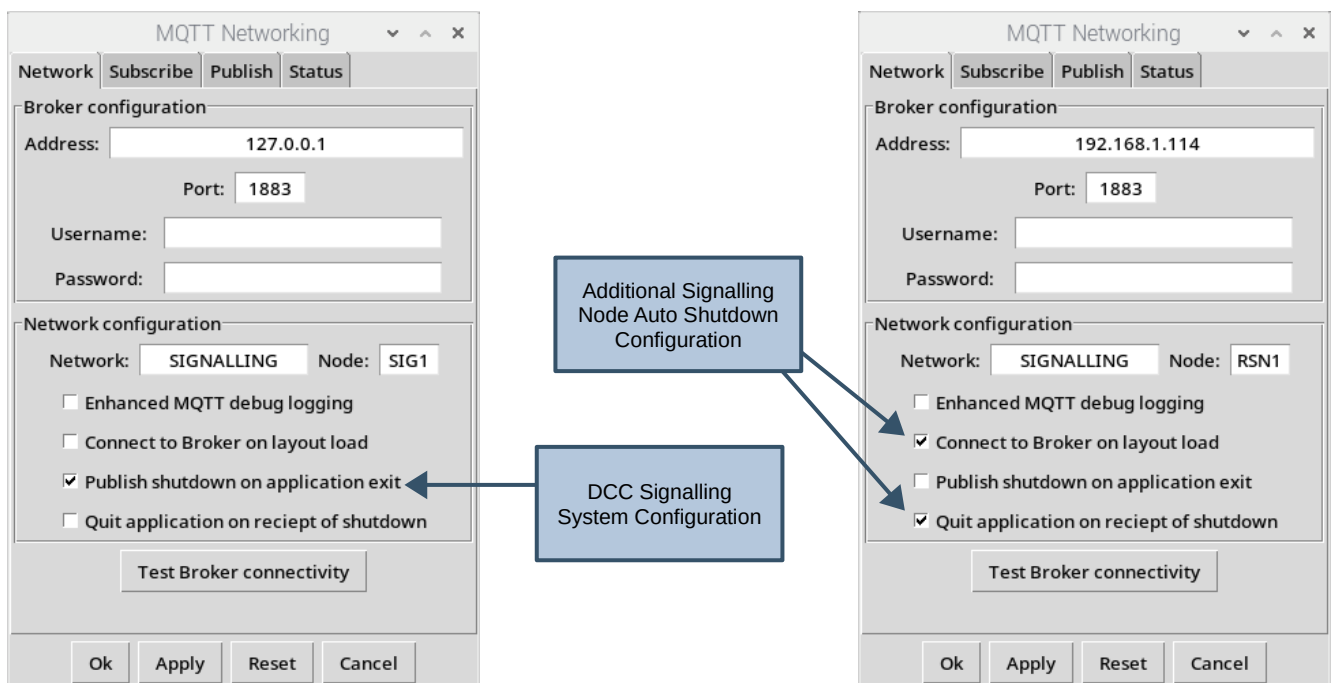 MQTT Networking
Network Subscribe Publish Status
Broker configuration
Address: 127.0.0.1
Port: 1883
Username:
Password:
Network configuration
Network: SIGNALLING Node: SIG1
Enhanced MQTT debug logging
Connect to Broker on layout load
Publish shutdown on application exit
Quit application on reciept of shutdown
Test Broker connectivity
Ok Apply Reset Cancel
Additional Signalling
Node Auto Shutdown
Configuration
DCC Signalling
System Configuration
MQTT Networking
Network Subscribe Publish Status
Broker configuration
Address: 192.168.1.114
Port: 1883
Username:
Password:
Network configuration
Network: SIGNALLING Node: RSN1
Enhanced MQTT debug logging
Connect to Broker on layout load
Publish shutdown on application exit
Quit application on reciept of shutdown
Test Broker connectivity
Ok Apply Reset Cancel